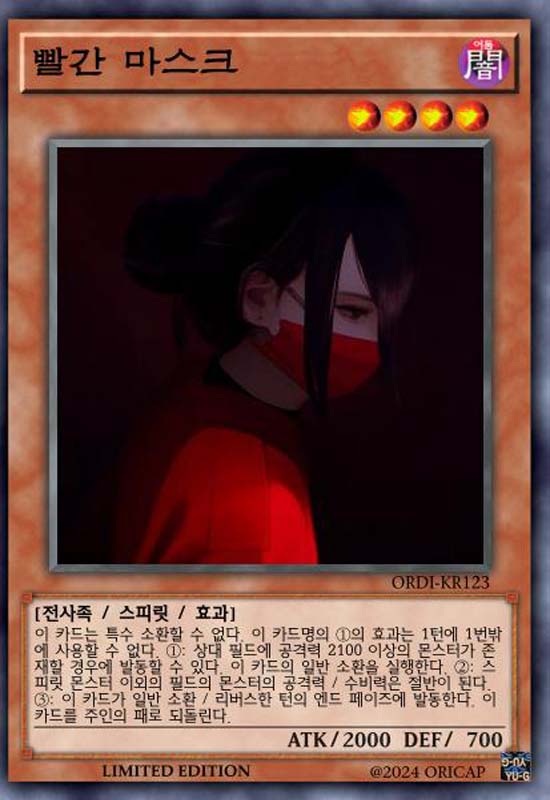 빨간 마스크
어둠
闇
ORDI-KR123
[전사족 / 스피릿 / 효과]
이 카드는 특수 소환할 수 없다. 이 카드명의 ①의 효과는 1턴에 1번밖
에 사용할 수 없다. ①: 상대 필드에 공격력 2100 이상의 몬스터가 존
재할 경우에 발동할 수 있다. 이 카드의 일반 소환을 실행한다. ②: 스
피릿 몬스터 이외의 필드의 몬스터의 공격력 / 수비력은 절반이 된다.
③: 이 카드가 일반 소환 / 리버스한 턴의 엔드 페이즈에 발동한다. 이
카드를 주인의 패로 되돌린다.
ATK/2000 DEF/ 700
LIMITED EDITION
©2024 ORICAP